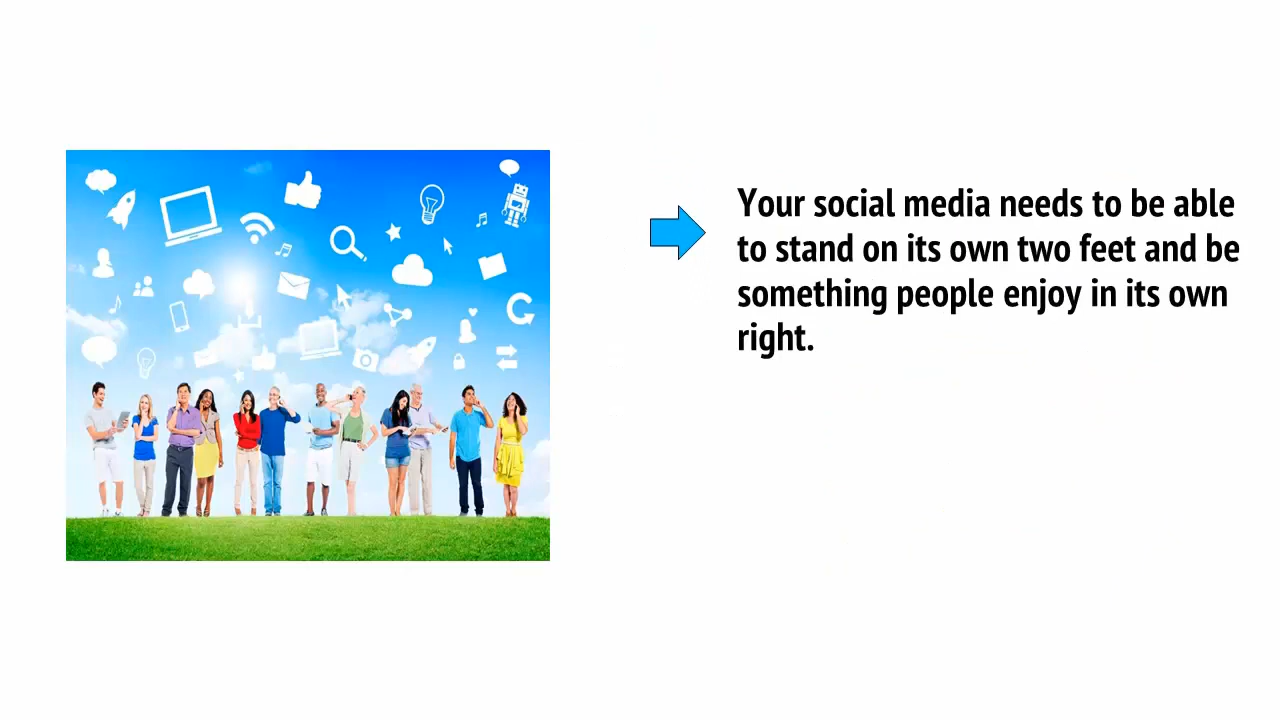 Your social media needs to be able
to stand on its own two feet and be
something people enjoy in its own
right.